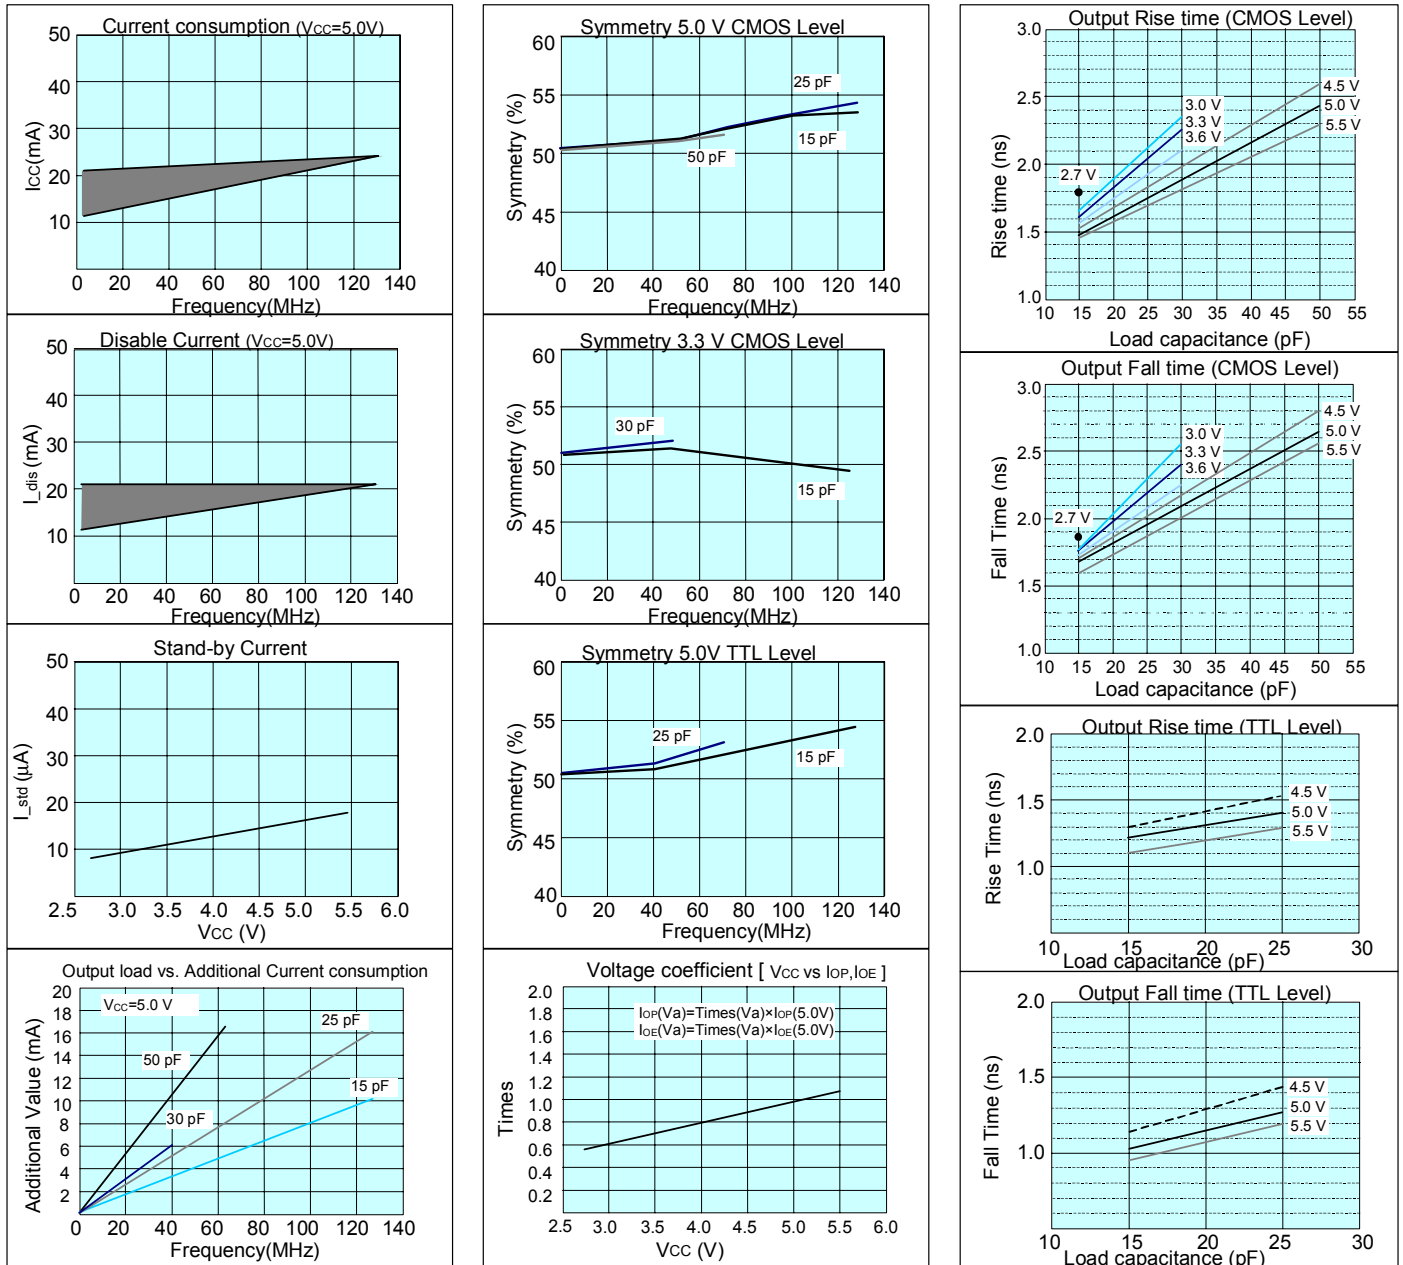 Current consumption (VCC=5.0V)
50
40
30
20
10
ICC(mA)
0 20 40 60 80 100 120 140
Frequency(MHz)
Disable Current (VCC=5.0V)
50
40
30
20
10
I_dis (mA)
0 20 40 60 80 100 120 140
Frequency(MHz)
Stand-by Current
50
40
30
20
10
I_std (µA)
2.5 3.0 3.5 4.0 4.5 5.0 5.5 6.0
VCC (V)
Output load vs. Additional Current consumption
20
18
16
14
12
10
8
6
4
2
Additional Value (mA)
VCC=5.0 V
25 pF
50 pF
15 pF
30 pF
0 20 40 60 80 100 120 140
Frequency(MHz)
Symmetry 5.0 V CMOS Level
60
55
50
45
40
Symmetry (%)
25 pF
15 pF
50 pF
0 20 40 60 80 100 120 140
Frequency(MHz)
Symmetry 3.3 V CMOS Level
60
55
50
45
40
Symmetry (%)
30 pF
15 pF
0 20 40 60 80 100 120 140
Frequency(MHz)
Symmetry 5.0V TTL Level
60
55
50
45
40
Symmetry (%)
25 pF
15 pF
0 20 40 60 80 100 120 140
Frequency(MHz)
Voltage coefficient [ VCC vs IOP,IOE ]
2.0
1.8
1.6
1.4
1.2
1.0
0.8
0.6
0.4
0.2
Times
IOP(Va)=Times(Va)×IOP(5.0V)
IOE(Va)=Times(Va)×IOE(5.0V)
2.5 3.0 3.5 4.0 4.5 5.0 5.5 6.0
VCC (V)
Output Rise time (CMOS Level)
3.0
2.5
2.0
1.5
1.0
Rise time (ns)
4.5 V
5.0 V
5.5 V
3.0 V
3.3 V
3.6 V
2.7 V
10 15 20 25 30 35 40 45 50 55
Load capacitance (pF)
Output Fall time (CMOS Level)
3.0
2.5
2.0
1.5
1.0
Fall Time (ns)
4.5 V
5.0 V
5.5 V
3.0 V
3.3 V
3.6 V
2.7 V
10 15 20 25 30 35 40 45 50 55
Load capacitance (pF)
Output Rise time (TTL Level)
2.0
1.5
1.0
Rise Time (ns)
4.5 V
5.0 V
5.5 V
10 15 20 25 30
Load capacitance (pF)
Output Fall time (TTL Level)
2.0
1.5
1.0
Fall Time (ns)
4.5 V
5.0 V
5.5 V
10 15 20 25 30
Load capacitance (pF)